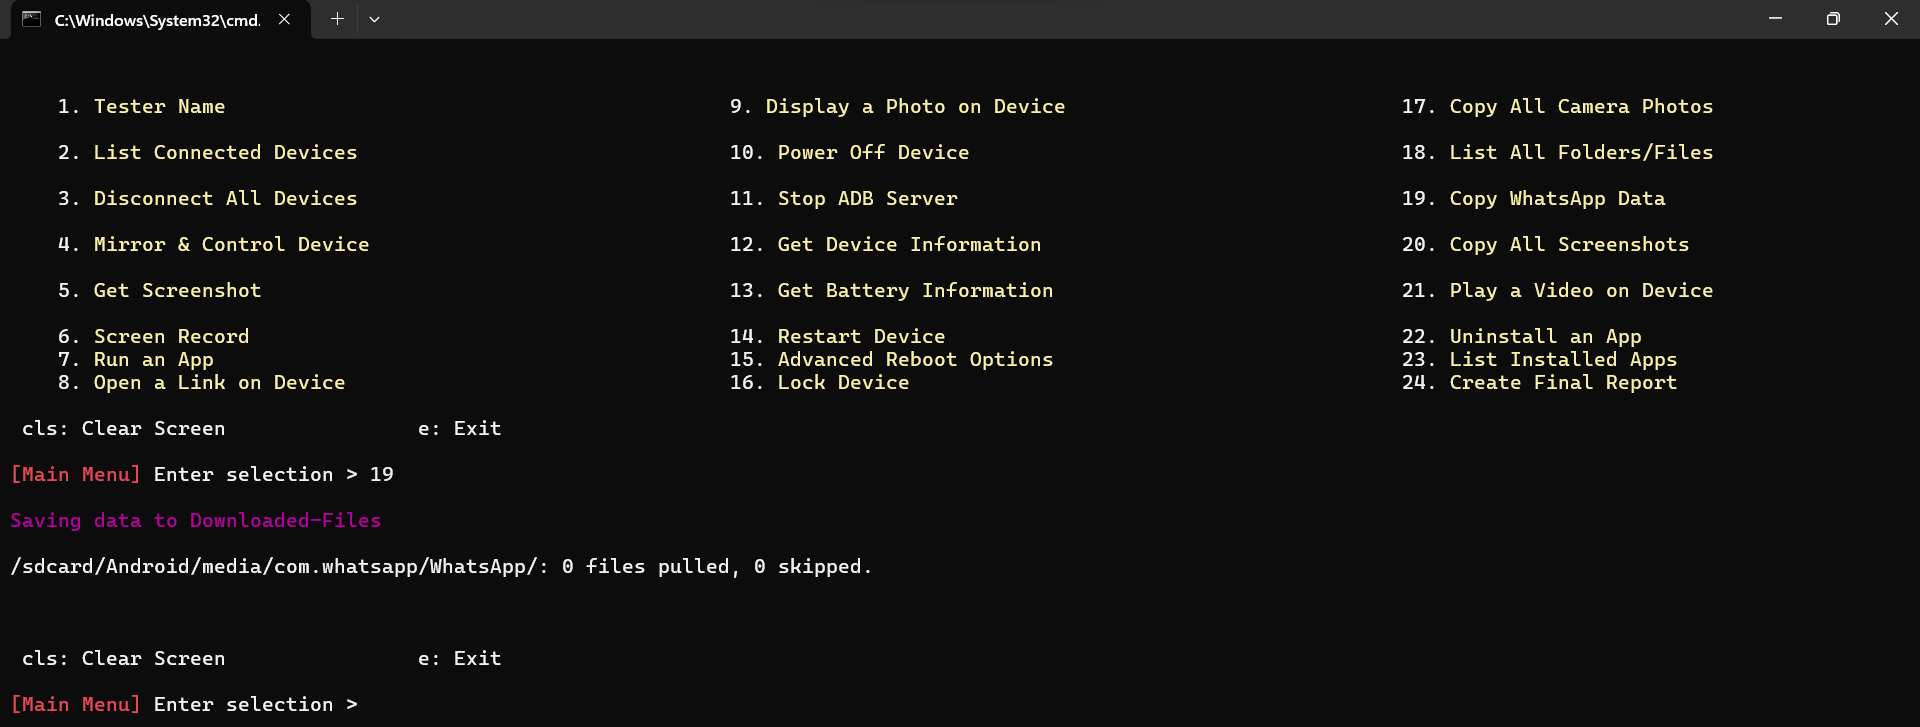 C:\Windows\System32\cmd.
1. Tester Name 9. Display a Photo on Device 17. Copy All Camera Photos
2. List Connected Devices 10. Power Off Device 18. List All Folders/Files
3. Disconnect All Devices 11. Stop ADB Server 19. Copy WhatsApp Data
4. Mirror & Control Device 12. Get Device Information 20. Copy All Screenshots
5. Get Screenshot 13. Get Battery Information 21. Play a Video on Device
6. Screen Record 14. Restart Device 22. Uninstall an App
7. Run an App 15. Advanced Reboot Options 23. List Installed Apps
8. Open a Link on Device 16. Lock Device 24. Create Final Report
cls: Clear Screen e: Exit
[Main Menu] Enter selection > 19
Saving data to Downloaded-Files
/sdcard/Android/media/com.whatsapp/WhatsApp/: 0 files pulled, 0 skipped.
cls: Clear Screen e: Exit
[Main Menu] Enter selection >